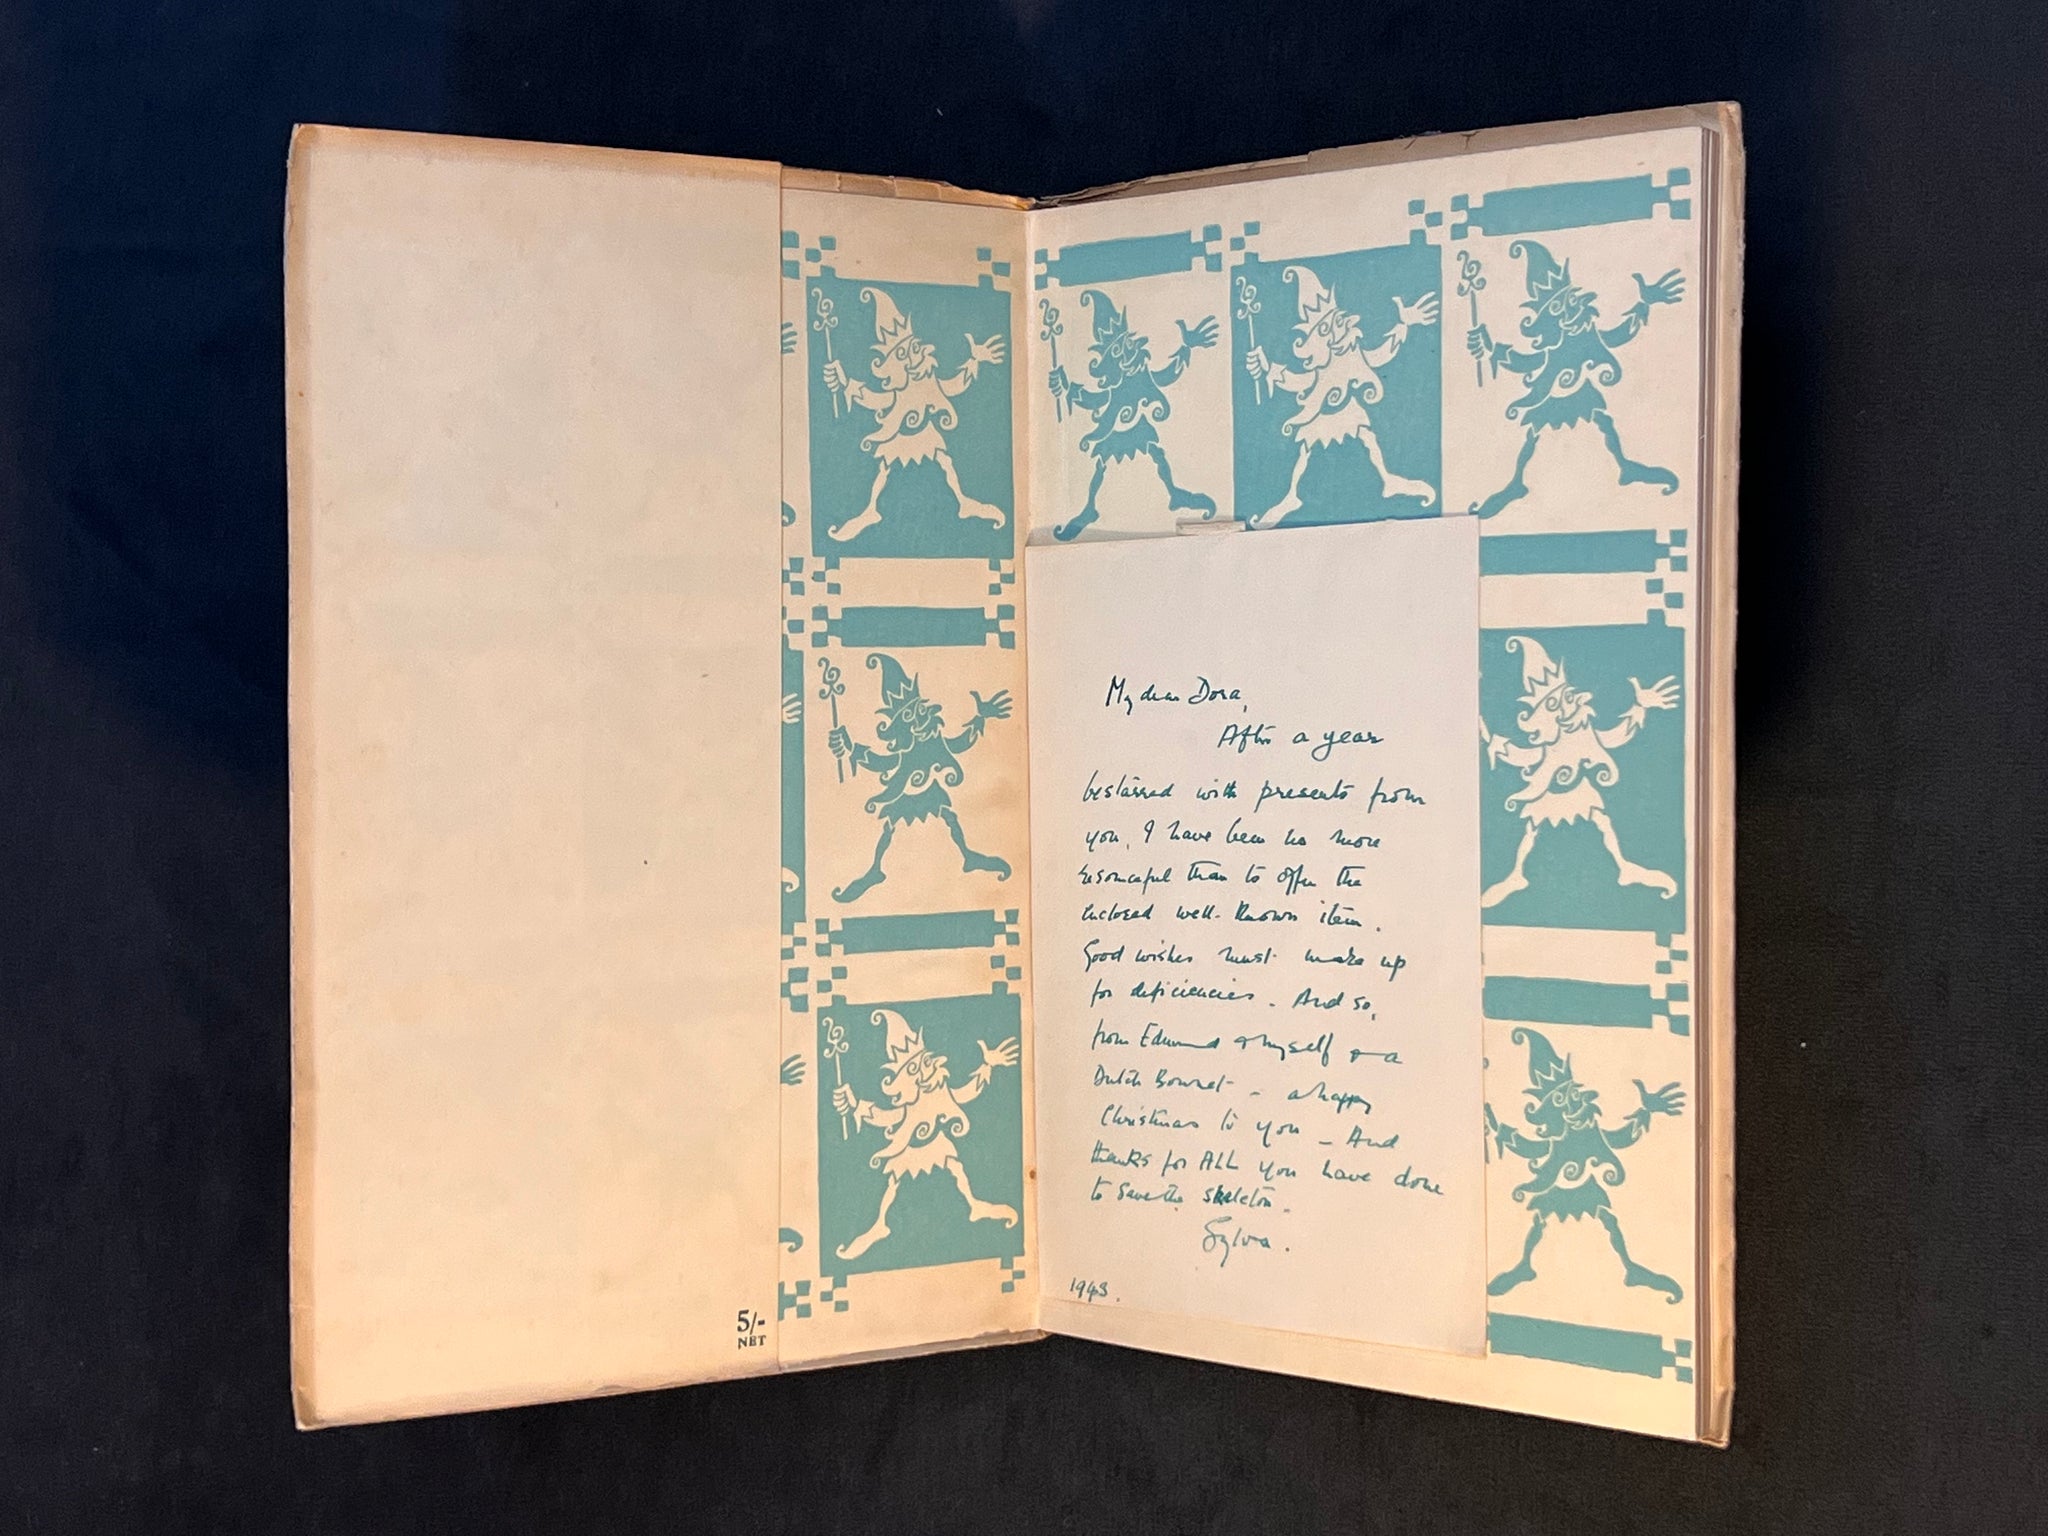 5/-
NET
My dear Dora,
After a year
bestarred with presents from
you, I have been no more
resourceful than to offer the
enclosed well-known item.
Good wishes must make up
for deficiencies. And so,
from Edmund & myself & a
Dutch Bonnet - a happy
Christmas to you - And
thanks for ALL you have done
to save the skeleton.
Sylva.
1943.